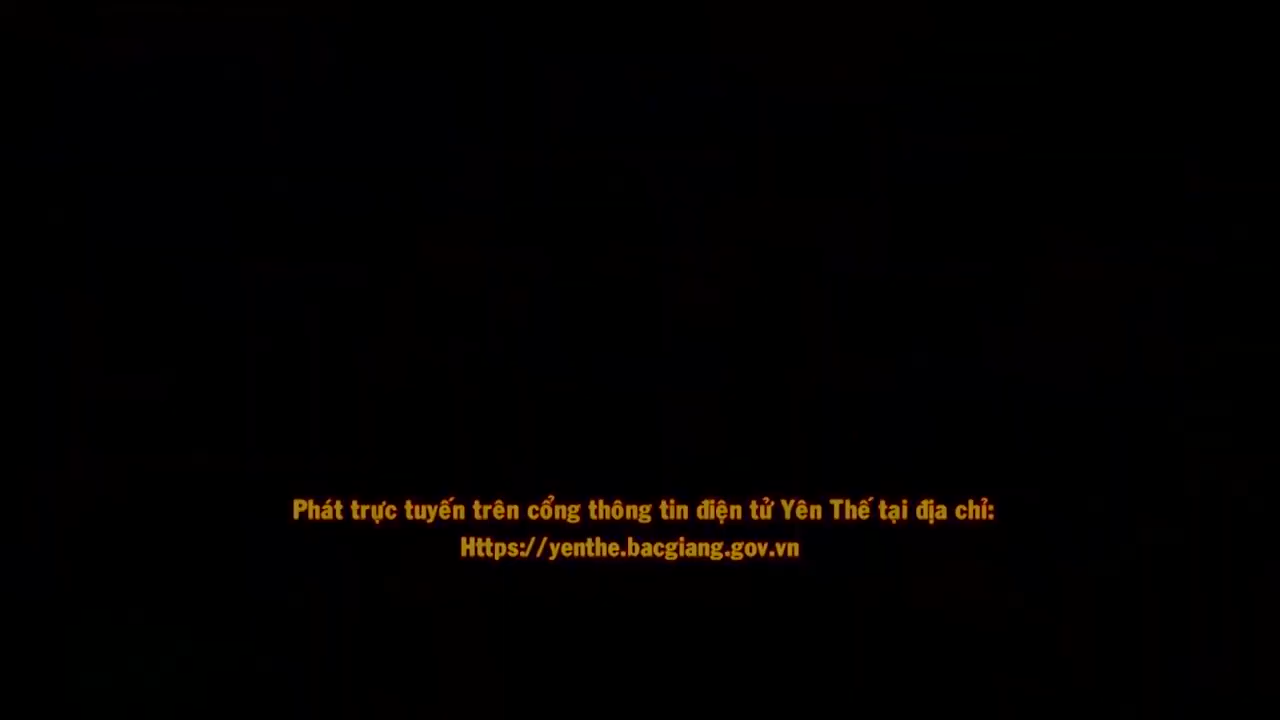 Phát trực tuyến trên cổng thông tin điện tử Yên Thế tại địa chỉ:
Https://yenthe.bacgiang.gov.vn